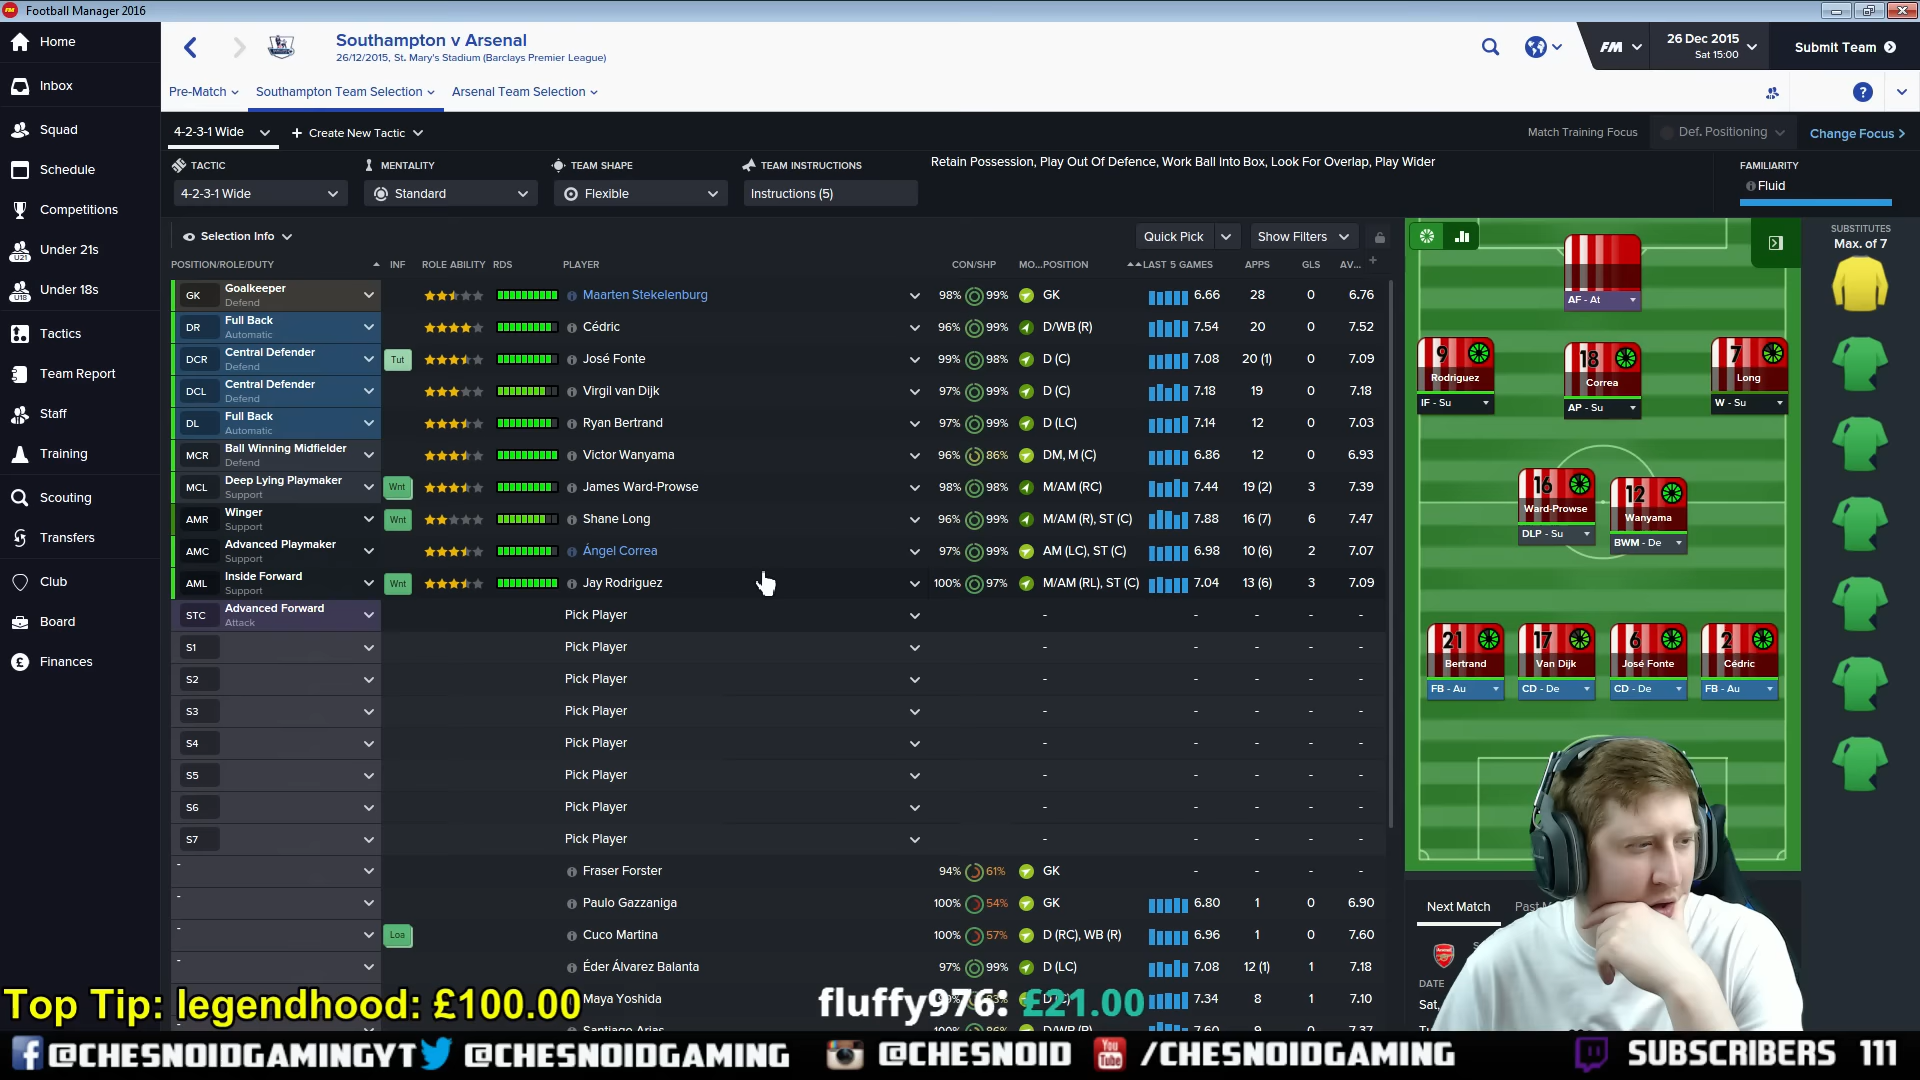 Football Manager 2016
Home
Inbox
Squad
Schedule
Competitions
Under 21s
Under 18s
Tactics
Team Report
Staff
Training
Scouting
Transfers
Club
Board
Finances
Southampton v Arsenal
26/12/2015, St. Mary's Stadium (Barclays Premier League)
FM
26 Dec 2015
Sat 15:00
Submit Team
Pre-Match
Southampton Team Selection
Arsenal Team Selection
4-2-3-1 Wide
+ Create New Tactic
Match Training Focus
Def. Positioning
Change Focus >
TACTIC
4-2-3-1 Wide
MENTALITY
Standard
TEAM SHAPE
Flexible
TEAM INSTRUCTIONS
Instructions (5)
Retain Possession, Play Out Of Defence, Work Ball Into Box, Look For Overlap, Play Wider
FAMILIARITY
Fluid
Selection Info
Quick Pick
Show Filters
POSITION/ROLE/DUTY INF ROLE ABILITY RDS PLAYER CON/SHP MO... POSITION LAST 5 GAMES APPS GLS AV...
GK Goalkeeper Defend Maarten Stekelenburg 98% 99% GK 6.66 28 0 6.76
DR Full Back Automatic Cédric 96% 99% D/WB (R) 7.54 20 0 7.52
DCR Central Defender Defend Tut José Fonte 99% 98% D (C) 7.08 20 (1) 0 7.09
DCL Central Defender Defend Virgil van Dijk 97% 99% D (C) 7.18 19 0 7.18
DL Full Back Automatic Ryan Bertrand 97% 99% D (LC) 7.14 12 0 7.03
MCR Ball Winning Midfielder Defend Victor Wanyama 96% 86% DM, M (C) 6.86 12 0 6.93
MCL Deep Lying Playmaker Support Wnt James Ward-Prowse 98% 98% M/AM (RC) 7.44 19 (2) 3 7.39
AMR Winger Support Wnt Shane Long 96% 99% M/AM (R), ST (C) 7.88 16 (7) 6 7.47
AMC Advanced Playmaker Support Ángel Correa 97% 99% AM (LC), ST (C) 6.98 10 (6) 2 7.07
AML Inside Forward Support Wnt Jay Rodriguez 100% 97% M/AM (RL), ST (C) 7.04 13 (6) 3 7.09
STC Advanced Forward Attack Pick Player - - - - -
S1 Pick Player - - - - -
S2 Pick Player - - - - -
S3 Pick Player - - - - -
S4 Pick Player - - - - -
S5 Pick Player - - - - -
S6 Pick Player - - - - -
S7 Pick Player - - - - -
- Fraser Forster 94% 61% GK - - - -
- Paulo Gazzaniga 100% 54% GK 6.80 1 0 6.90
- Loa Cuco Martina 100% 57% D (RC), WB (R) 6.96 1 0 7.60
- Éder Álvarez Balanta 97% 99% D (LC) 7.08 12 (1) 1 7.18
- Maya Yoshida 7.34 8 1 7.10
Santiago Arias
AF - At
9 Rodriguez IF - Su
18 Correa AP - Su
7 Long W - Su
16 Ward-Prowse DLP - Su
12 Wanyama BWM - De
21 Bertrand FB - Au
17 Van Dijk CD - De
6 José Fonte CD - De
2 Cédric FB - Au
SUBSTITUTES
Max. of 7
Next Match
DATE
Sat,
Top Tip: legendhood: £100.00
fluffy976: £21.00
@CHESNOIDGAMINGYT @CHESNOIDGAMING @CHESNOID /CHESNOIDGAMING SUBSCRIBERS 111